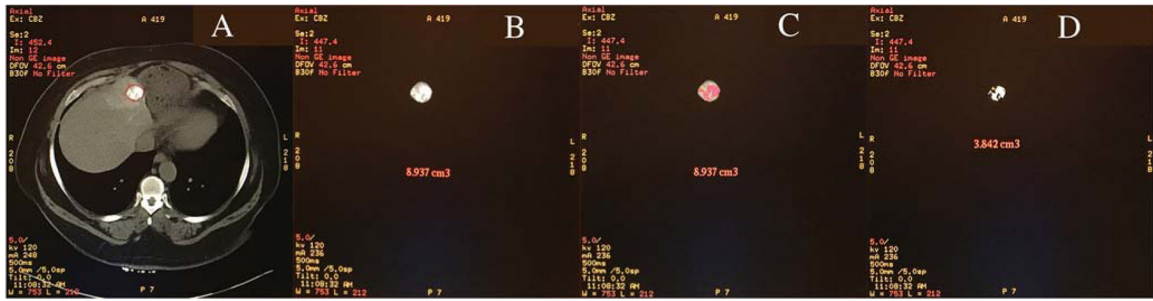 A
Axial
Ex: CBZ
A 419
Se:2
I: 452.4
Im: 12
Non GE image
DFOV 42.6 cm
B30f No Filter
R
208
L
218
5.0/
kv 120
mA 248
500ms
5.0mm /5.0sp
Tilt: 0.0
11:08:32 AM
W = 753 L = 212
B
Axial
Ex: CBZ
A 419
Se:2
I: 447.4
Im: 11
Non GE image
DFOV 42.6 cm
B30f No Filter
R
208
L
218
8.937 cm3
5.0/
kv 120
mA 236
500ms
5.0mm /5.0sp
Tilt: 0.0
11:08:32 AM
W = 753 L = 212
P 7
C
Axial
Ex: CBZ
A 419
Se:2
I: 447.4
Im: 11
Non GE image
DFOV 42.6 cm
B30f No Filter
R
208
L
218
8.937 cm3
5.0/
kv 120
mA 236
500ms
5.0mm /5.0sp
Tilt: 0.0
11:08:32 AM
W = 753 L = 212
P 7
D
Axial
Ex: CBZ
A 419
Se:2
I: 447.4
Im: 11
Non GE image
DFOV 42.6 cm
B30f No Filter
R
208
L
218
3.842 cm3
5.0/
kv 120
mA 236
500ms
5.0mm /5.0sp
Tilt: 0.0
11:08:32 AM
W = 753 L = 212
P 7